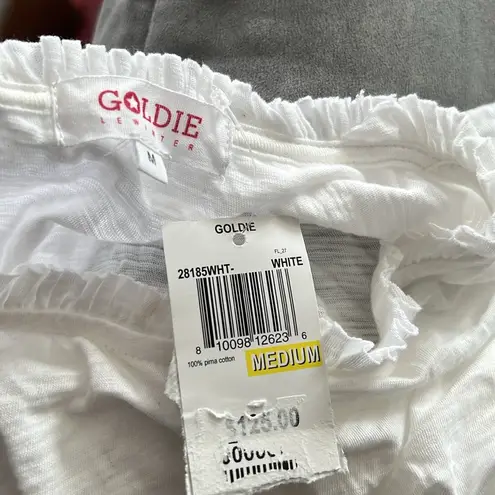 GOLDIE
LEWINTER
M
GOLDIE
FL_27
28185WHT- WHITE
8 10098 12623 6
100% pima cotton MEDIUM
$125.00